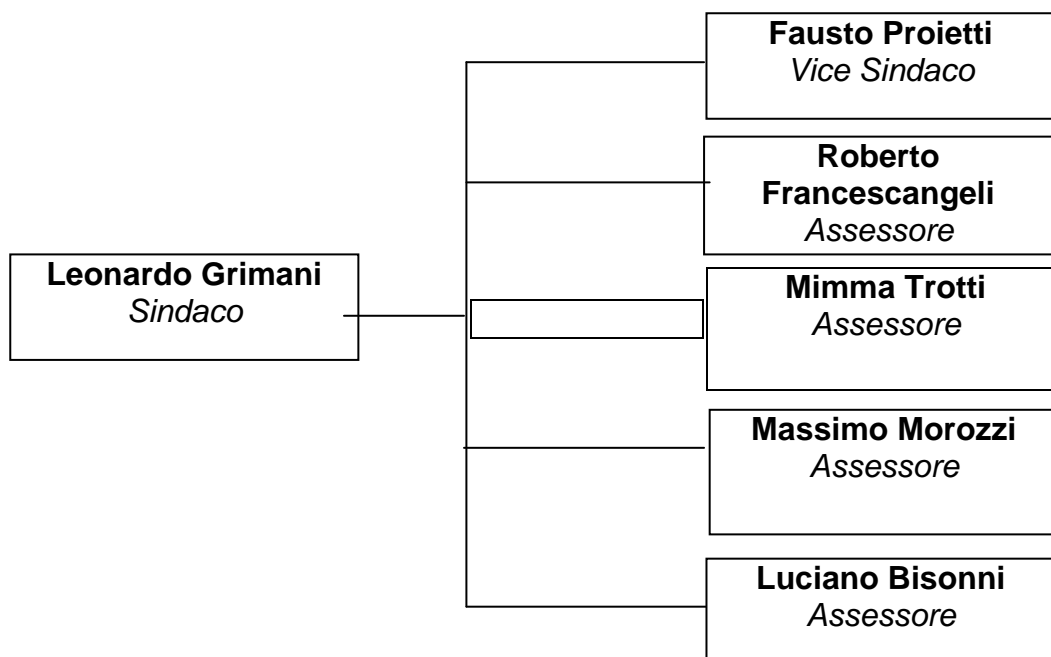 Fausto Proietti
Vice Sindaco
Roberto
Francescangeli
Assessore
Leonardo Grimani
Sindaco
Mimma Trotti
Assessore
Massimo Morozzi
Assessore
Luciano Bisonni
Assessore